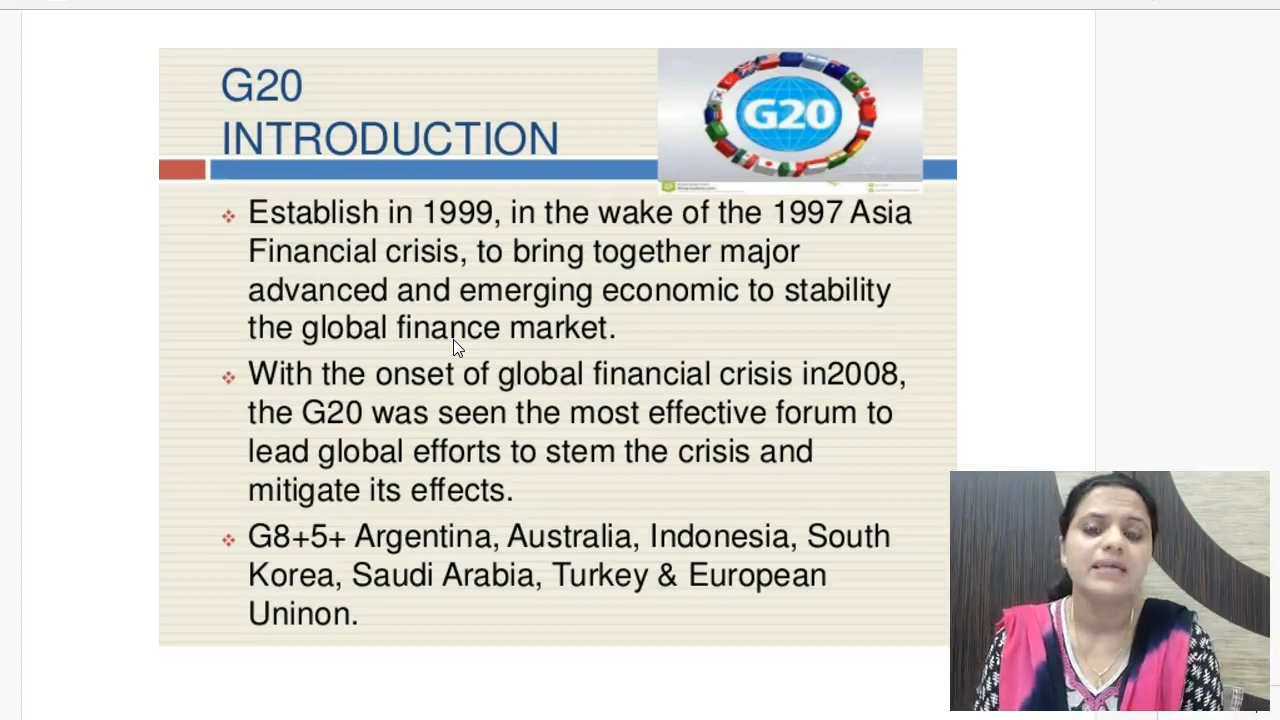 G20
INTRODUCTION
G20
Establish in 1999, in the wake of the 1997 Asia
Financial crisis, to bring together major
advanced and emerging economic to stability
the global finance market.
With the onset of global financial crisis in2008,
the G20 was seen the most effective forum to
lead global efforts to stem the crisis and
mitigate its effects.
G8+5+ Argentina, Australia, Indonesia, South
Korea, Saudi Arabia, Turkey & European
Uninon.